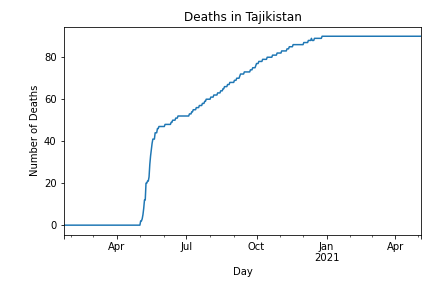 Deaths in Tajikistan
80
60
40
20
0
Number of Deaths
Apr
Jul
Oct
Jan
2021
Apr
Day